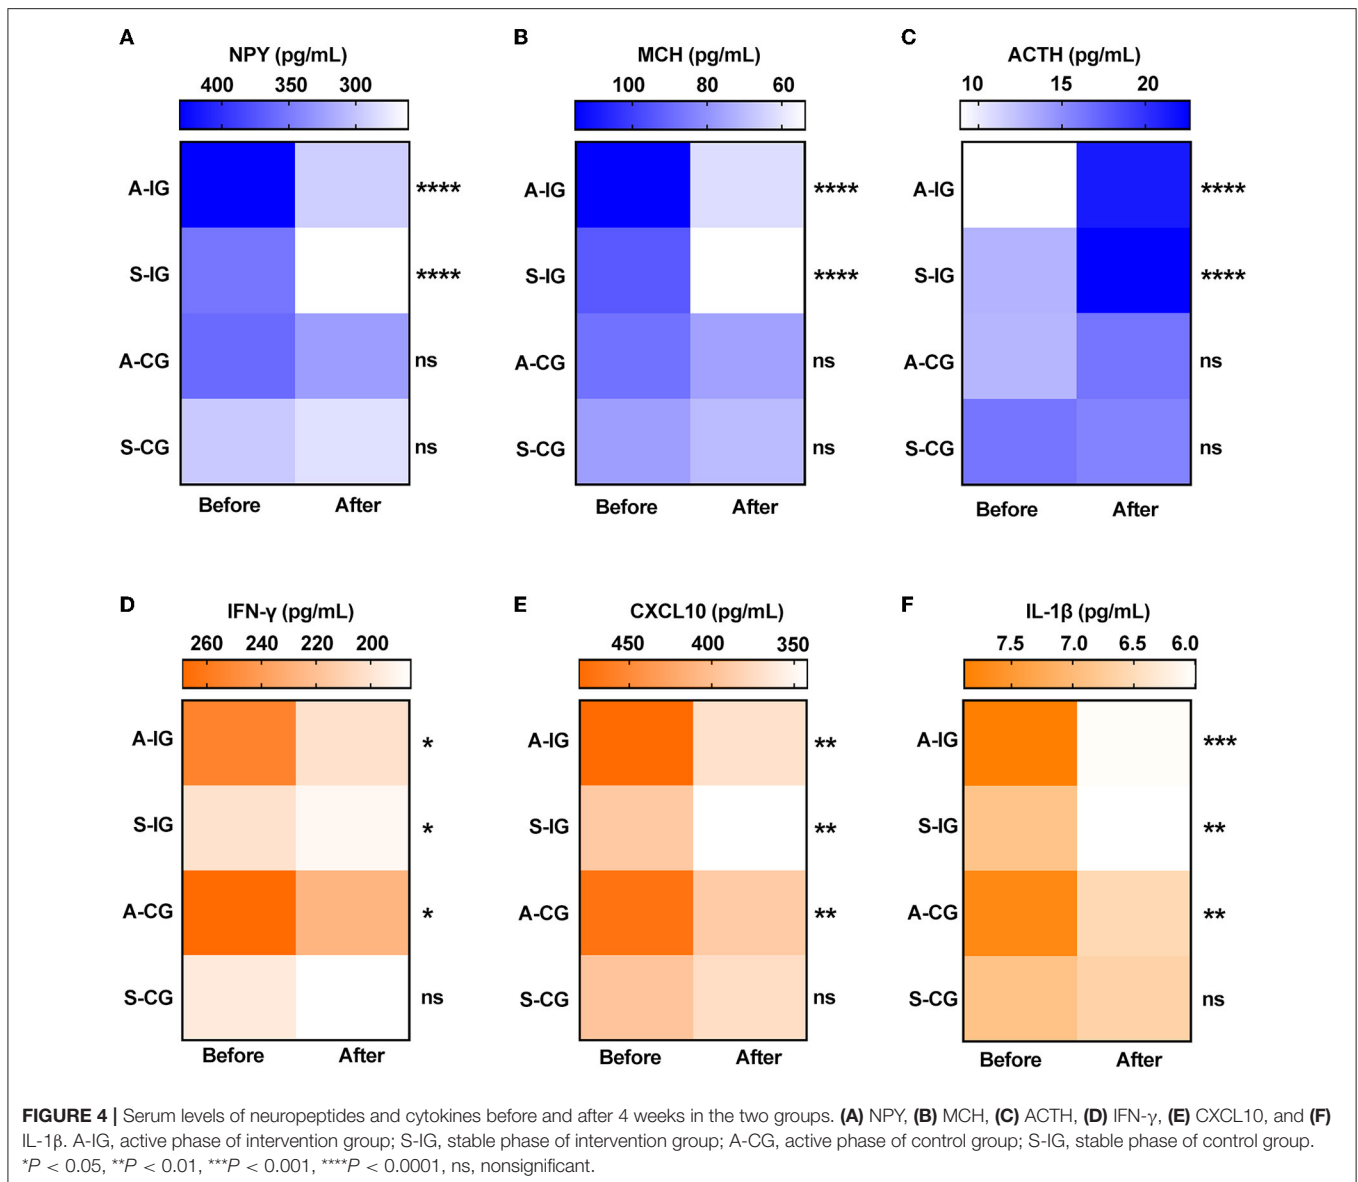 A
B
C
NPY (pg/mL)
MCH (pg/mL)
ACTH (pg/mL)
400 350 300
100 80 60
10 15 20
A-IG ****
S-IG ****
A-CG ns
S-CG ns
Before After
A-IG ****
S-IG ****
A-CG ns
S-CG ns
Before After
A-IG ****
S-IG ****
A-CG ns
S-CG ns
Before After
D
E
F
IFN-γ (pg/mL)
CXCL10 (pg/mL)
IL-1β (pg/mL)
260 240 220 200
450 400 350
7.5 7.0 6.5 6.0
A-IG *
S-IG *
A-CG *
S-CG ns
Before After
A-IG **
S-IG **
A-CG **
S-CG ns
Before After
A-IG ***
S-IG **
A-CG **
S-CG ns
Before After
FIGURE 4 | Serum levels of neuropeptides and cytokines before and after 4 weeks in the two groups. (A) NPY, (B) MCH, (C) ACTH, (D) IFN-γ, (E) CXCL10, and (F)
IL-1β. A-IG, active phase of intervention group; S-IG, stable phase of intervention group; A-CG, active phase of control group; S-IG, stable phase of control group.
*P < 0.05, **P < 0.01, ***P < 0.001, ****P < 0.0001, ns, nonsignificant.